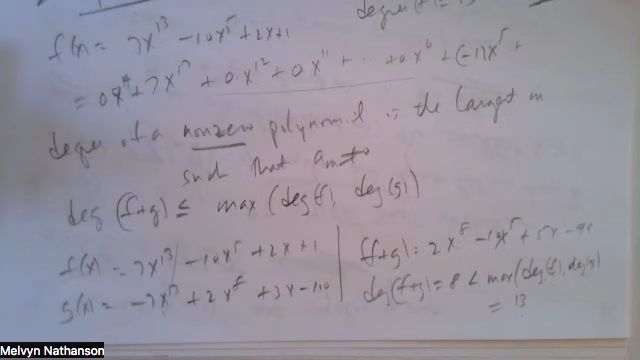 degree(f) = 13
f(x) = 7x^13 - 10x^5 + 2x + 1
= 0x^14 + 7x^13 + 0x^12 + 0x^11 + ... + 0x^6 + (-10)x^5 +
degree of a nonzero polynomial is the largest m
such that a_m ≠ 0
deg (f+g) ≤ max (deg(f), deg(g))
f(x) = 7x^13 - 10x^5 + 2x + 1
g(x) = -7x^13 + 2x^8 + 3x - 100
(f+g): 2x^8 - 10x^5 + 5x - 99
deg(f+g) = 8 < max(deg(f), deg(g))
= 13
Melvyn Nathanson